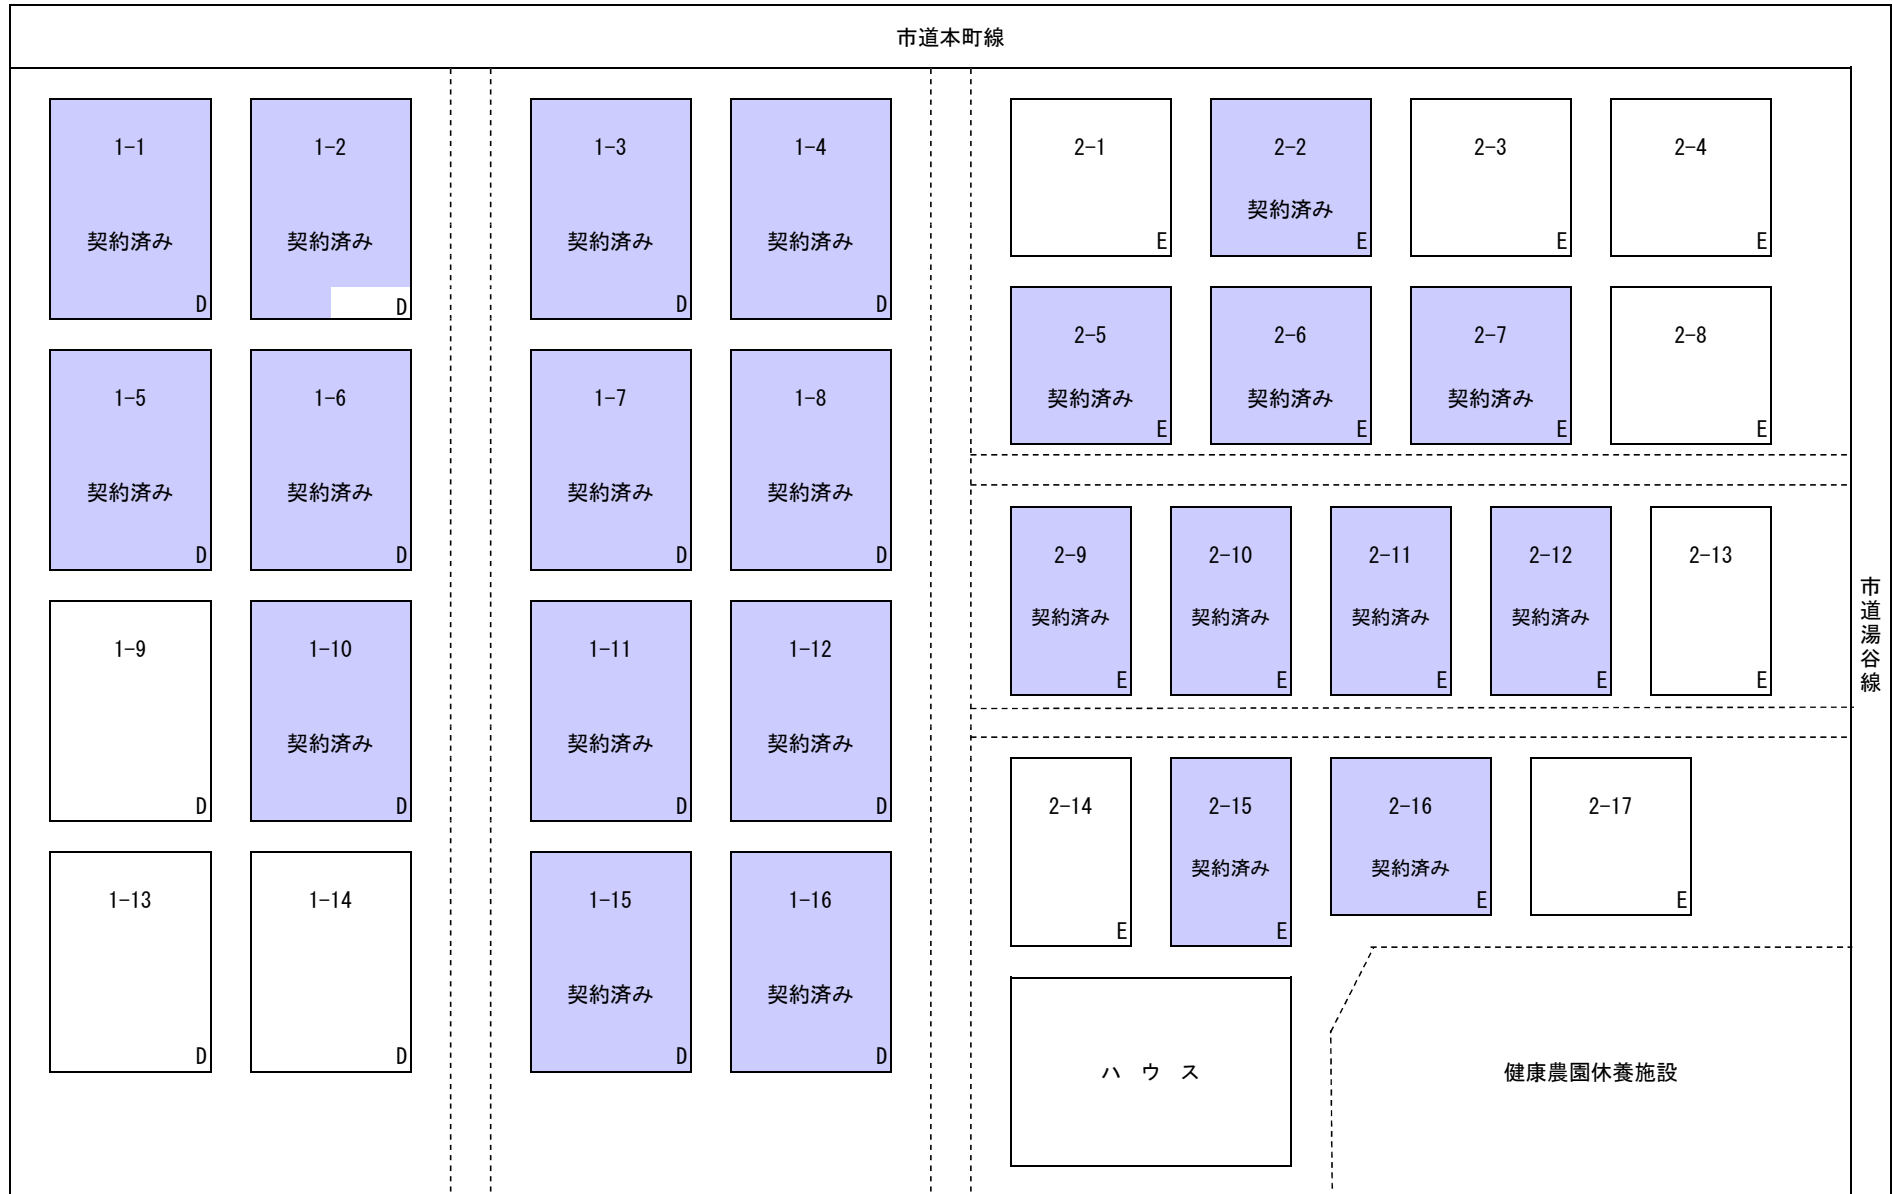 市道本町線
1-1
契約済み
D
1-2
契約済み
D
1-3
契約済み
D
1-4
契約済み
D
2-1
E
2-2
契約済み
E
2-3
E
2-4
E
2-5
契約済み
E
2-6
契約済み
E
2-7
契約済み
E
2-8
E
1-5
契約済み
D
1-6
契約済み
D
1-7
契約済み
D
1-8
契約済み
D
2-9
契約済み
E
2-10
契約済み
E
2-11
契約済み
E
2-12
契約済み
E
2-13
E
市道湯谷線
1-9
D
1-10
契約済み
D
1-11
契約済み
D
1-12
契約済み
D
2-14
E
2-15
契約済み
E
2-16
契約済み
E
2-17
E
1-13
D
1-14
D
1-15
契約済み
D
1-16
契約済み
D
ハ ウ ス
健康農園休養施設